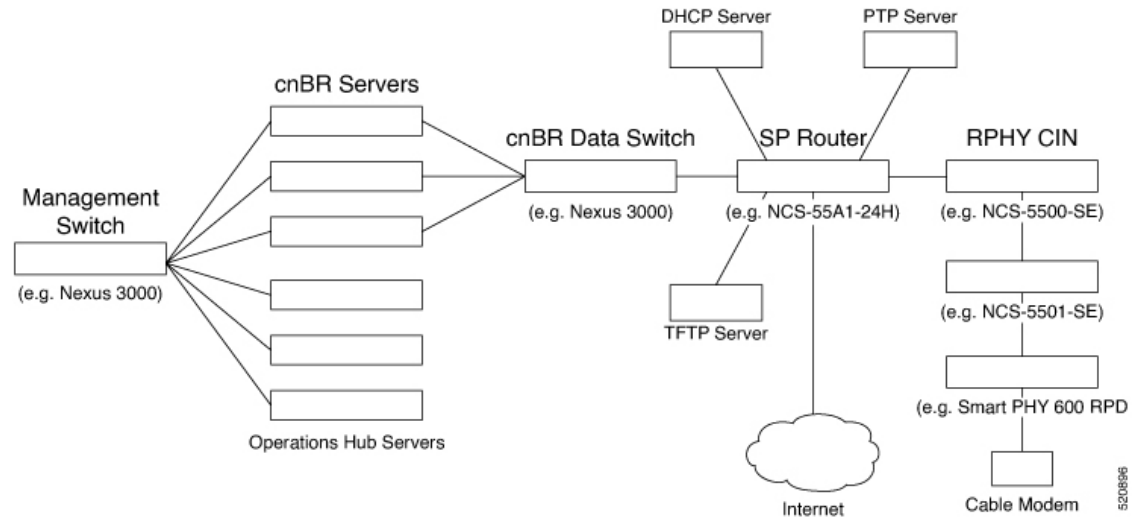 DHCP Server
PTP Server
cnBR Servers
cnBR Data Switch
SP Router
RPHY CIN
Management
Switch
(e.g. Nexus 3000)
(e.g. Nexus 3000)
(e.g. NCS-55A1-24H)
(e.g. NCS-5500-SE)
(e.g. NCS-5501-SE)
TFTP Server
(e.g. Smart PHY 600 RPD
Operations Hub Servers
Internet
Cable Modem
520896